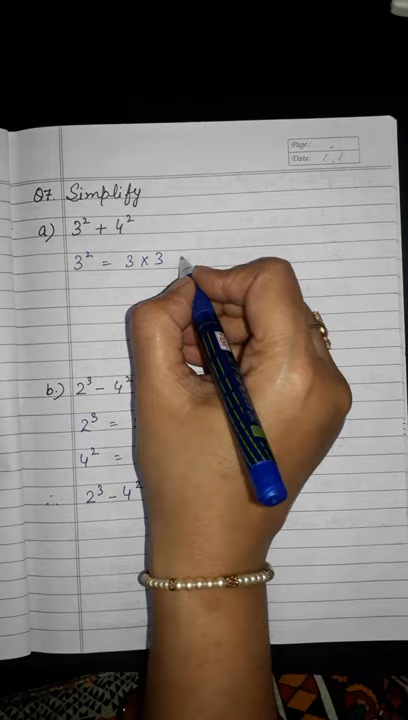 Page:
Date: / /
Q7. Simplify
a) 3² + 4²
3² = 3 × 3
b.) 2³ - 4²
2³ =
4² =
∴ 2³ - 4²